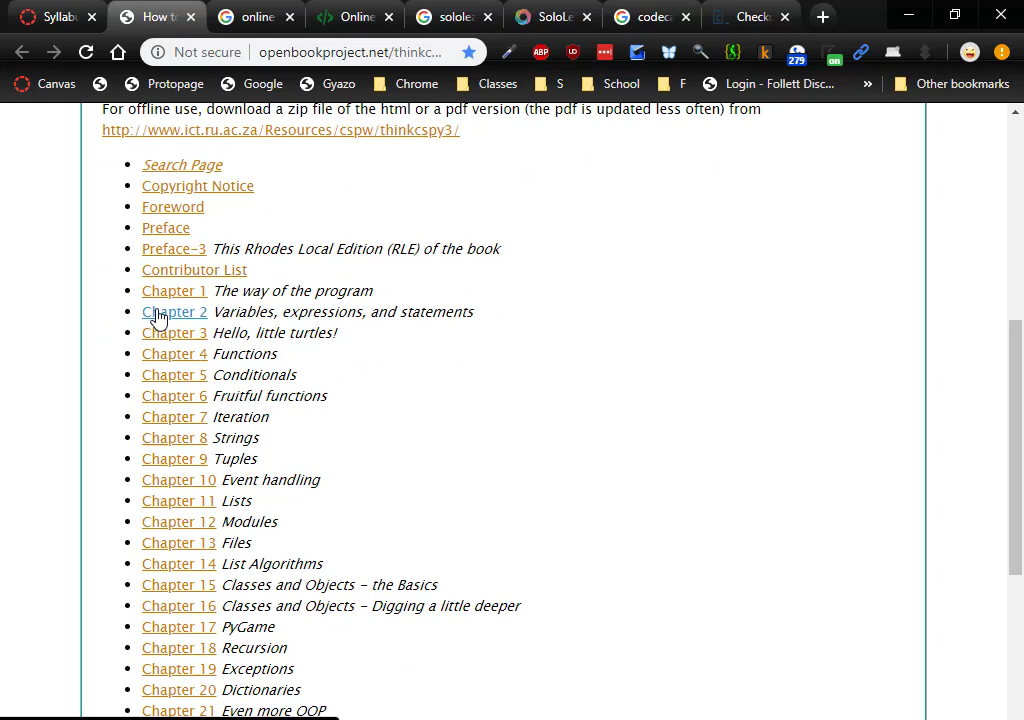 Syllab
How to
online
Online
solole
SoloLe
codeca
Check
Not secure
openbookproject.net/thinkc...
ABP
279
on
Canvas
Protopage
Google
Gyazo
Chrome
Classes
S
School
F
Login - Follett Disc...
»
Other bookmarks
For offline use, download a zip file of the html or a pdf version (the pdf is updated less often) from
http://www.ict.ru.ac.za/Resources/cspw/thinkcspy3/
• Search Page
• Copyright Notice
• Foreword
• Preface
• Preface-3 This Rhodes Local Edition (RLE) of the book
• Contributor List
• Chapter 1 The way of the program
• Chapter 2 Variables, expressions, and statements
• Chapter 3 Hello, little turtles!
• Chapter 4 Functions
• Chapter 5 Conditionals
• Chapter 6 Fruitful functions
• Chapter 7 Iteration
• Chapter 8 Strings
• Chapter 9 Tuples
• Chapter 10 Event handling
• Chapter 11 Lists
• Chapter 12 Modules
• Chapter 13 Files
• Chapter 14 List Algorithms
• Chapter 15 Classes and Objects – the Basics
• Chapter 16 Classes and Objects – Digging a little deeper
• Chapter 17 PyGame
• Chapter 18 Recursion
• Chapter 19 Exceptions
• Chapter 20 Dictionaries
• Chapter 21 Even more OOP